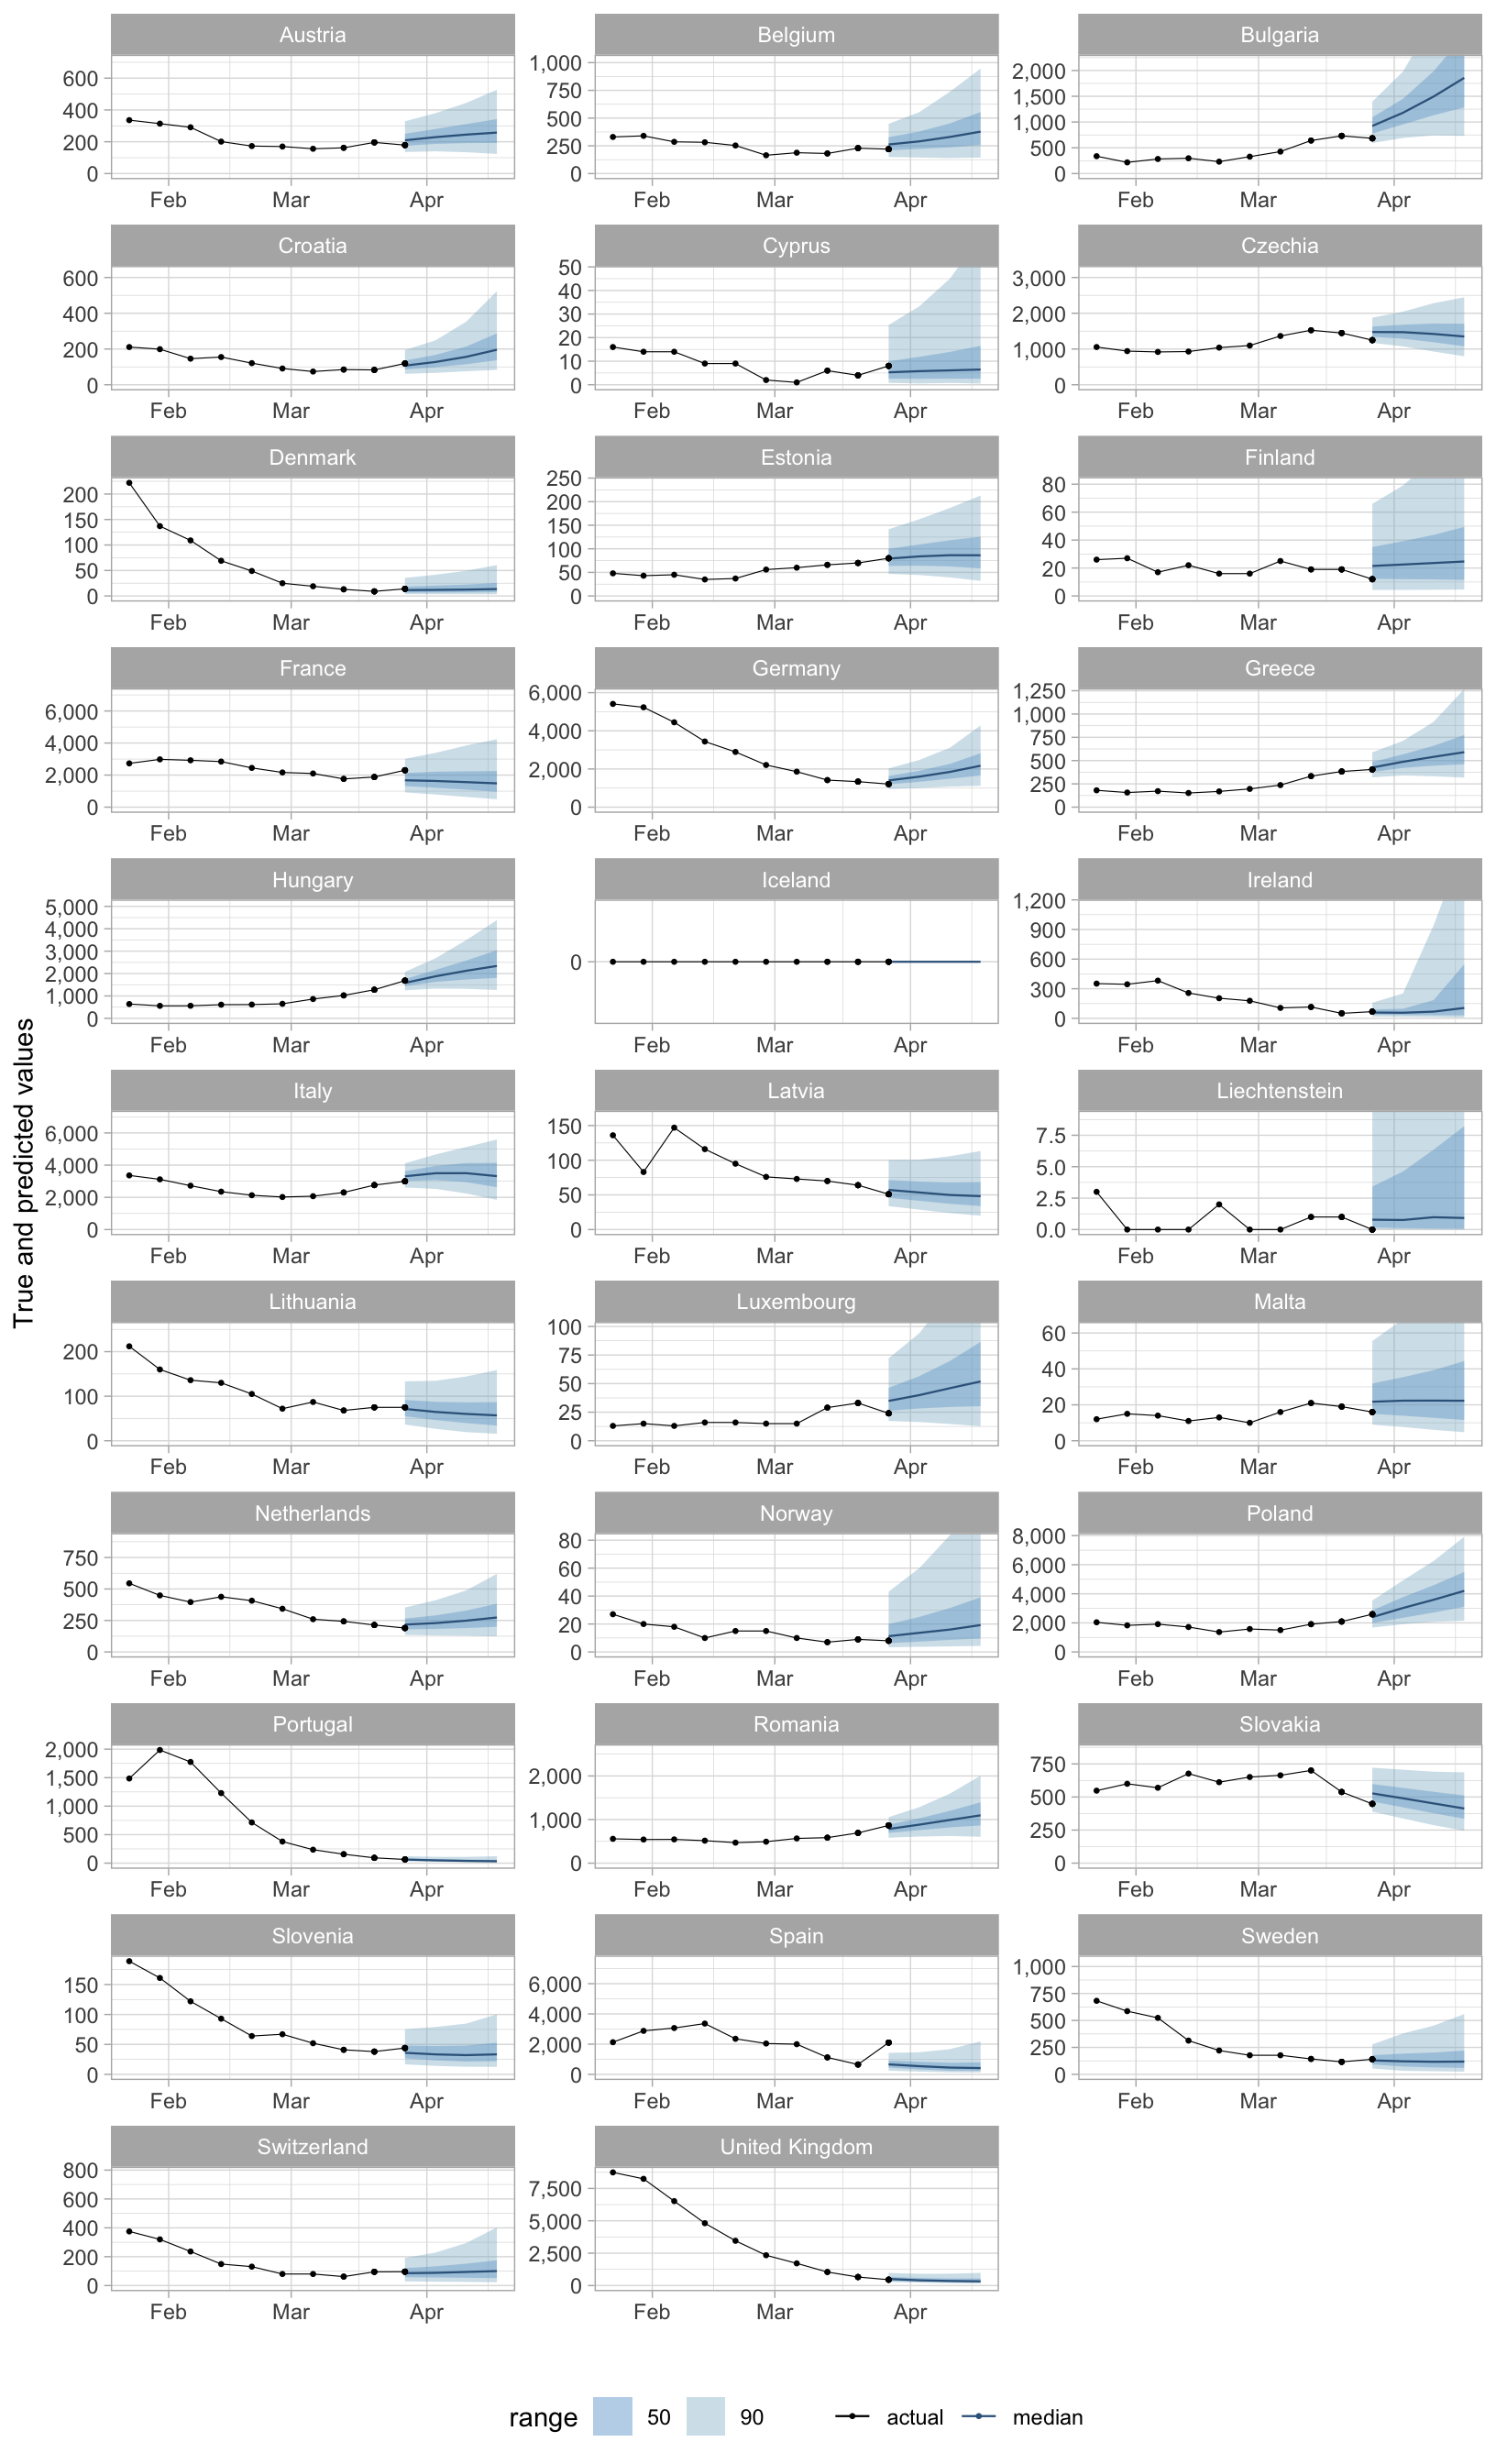 True and predicted values
Austria Belgium Bulgaria
600 400 200 0 1,000 750 500 250 0 2,000 1,500 1,000 500 0
Feb Mar Apr Feb Mar Apr Feb Mar Apr
Croatia Cyprus Czechia
600 400 200 0 50 40 30 20 10 0 3,000 2,000 1,000 0
Feb Mar Apr Feb Mar Apr Feb Mar Apr
Denmark Estonia Finland
200 150 100 50 0 250 200 150 100 50 0 80 60 40 20 0
Feb Mar Apr Feb Mar Apr Feb Mar Apr
France Germany Greece
6,000 4,000 2,000 0 6,000 4,000 2,000 0 1,250 1,000 750 500 250 0
Feb Mar Apr Feb Mar Apr Feb Mar Apr
Hungary Iceland Ireland
5,000 4,000 3,000 2,000 1,000 0 0 1,200 900 600 300 0
Feb Mar Apr Feb Mar Apr Feb Mar Apr
Italy Latvia Liechtenstein
6,000 4,000 2,000 0 150 100 50 0 7.5 5.0 2.5 0.0
Feb Mar Apr Feb Mar Apr Feb Mar Apr
Lithuania Luxembourg Malta
200 100 0 100 75 50 25 0 60 40 20 0
Feb Mar Apr Feb Mar Apr Feb Mar Apr
Netherlands Norway Poland
750 500 250 0 80 60 40 20 0 8,000 6,000 4,000 2,000 0
Feb Mar Apr Feb Mar Apr Feb Mar Apr
Portugal Romania Slovakia
2,000 1,500 1,000 500 0 2,000 1,000 0 750 500 250 0
Feb Mar Apr Feb Mar Apr Feb Mar Apr
Slovenia Spain Sweden
150 100 50 0 6,000 4,000 2,000 0 1,000 750 500 250 0
Feb Mar Apr Feb Mar Apr Feb Mar Apr
Switzerland United Kingdom
800 600 400 200 0 7,500 5,000 2,500 0
Feb Mar Apr Feb Mar Apr
range 50 90 actual median